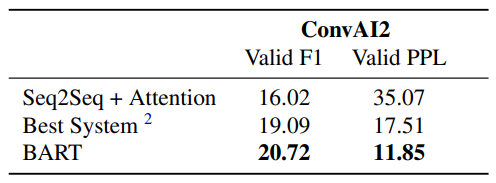 ConvAI2
Valid F1 Valid PPL
Seq2Seq + Attention 16.02 35.07
Best System 2 19.09 17.51
BART 20.72 11.85